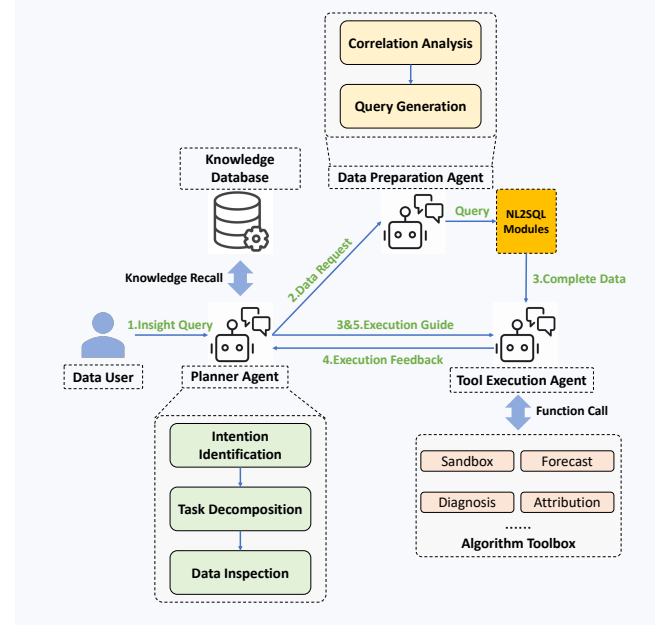 Correlation Analysis
Query Generation
Knowledge
Database
Data Preparation Agent
Query
NL2SQL
Modules
2.Data Request
Knowledge Recall
3.Complete Data
1.Insight Query
3&5.Execution Guide
4.Execution Feedback
Data User
Planner Agent
Tool Execution Agent
Function Call
Intention
Identification
Task Decomposition
Data Inspection
Sandbox
Forecast
Diagnosis
Attribution
......
Algorithm Toolbox